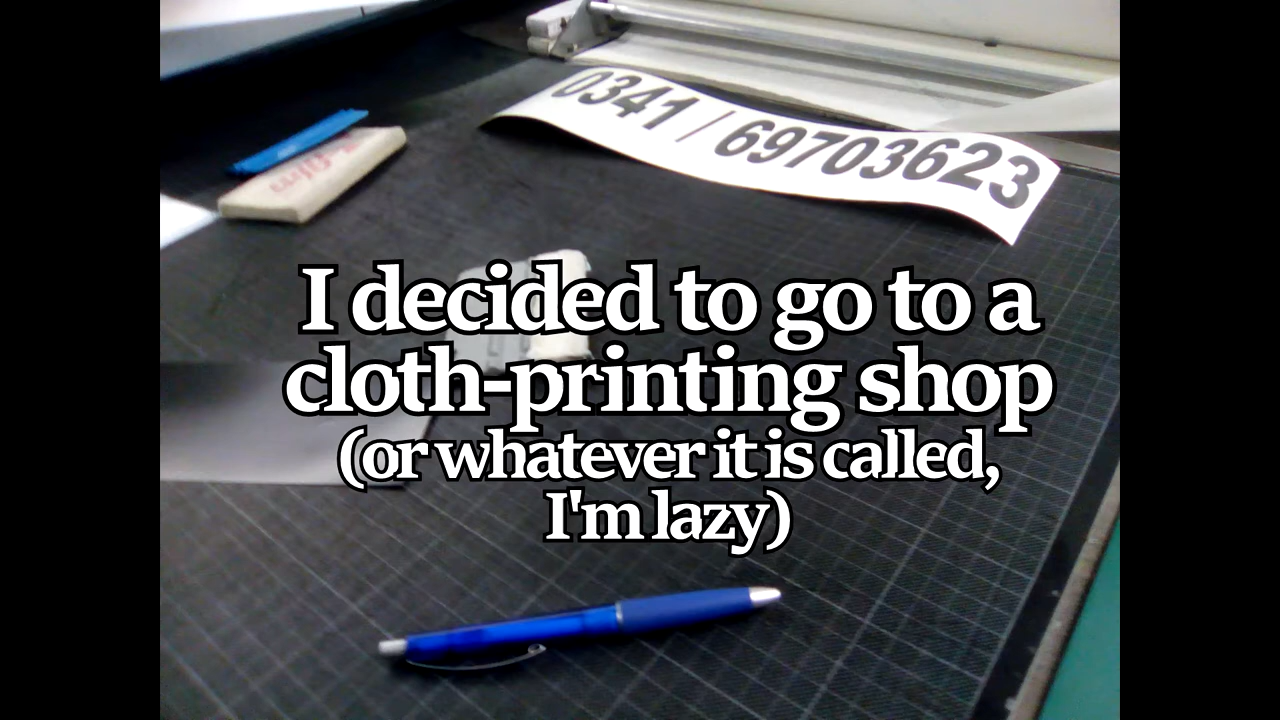 0341 / 69703623
I decided to go to a
cloth-printing shop
(or whatever it is called,
I'm lazy)